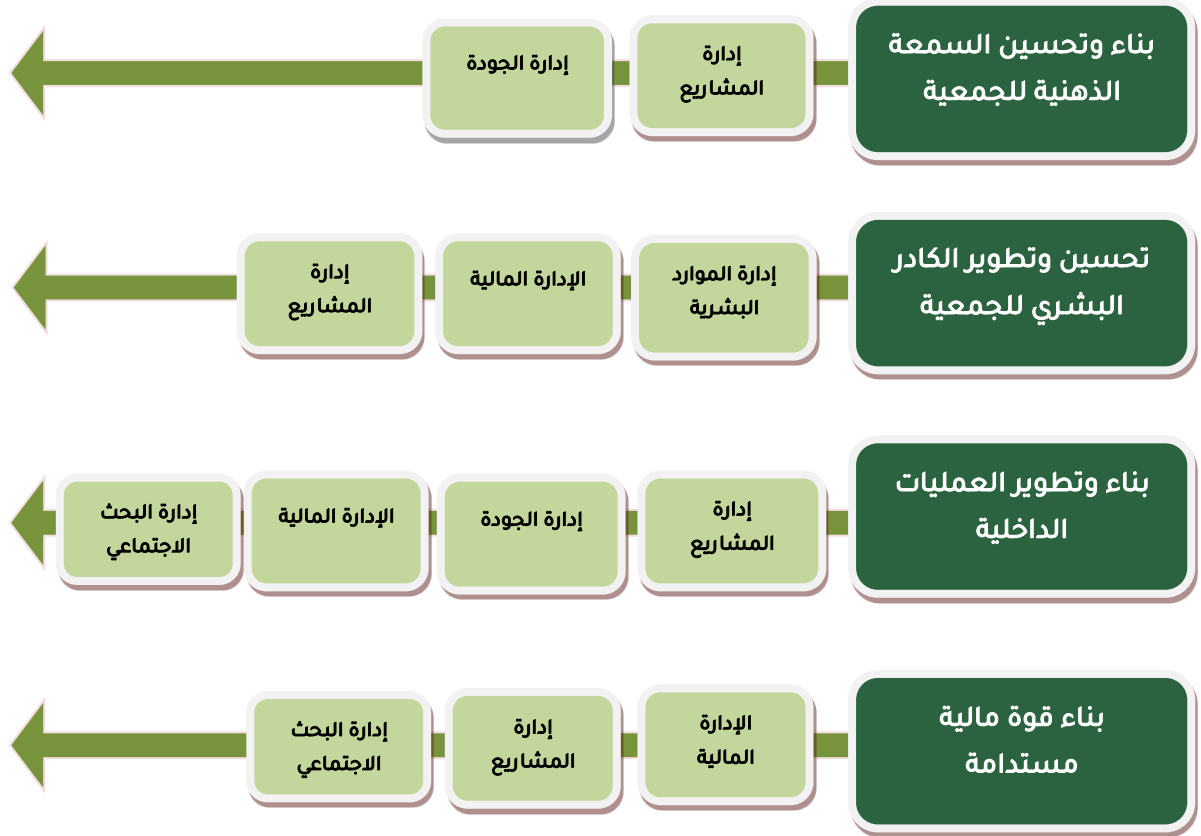 بناء وتحسين السمعة
الذهنية للجمعية
إدارة
المشاريع
إدارة الجودة
تحسين وتطوير الكادر
البشري للجمعية
إدارة الموارد
البشرية
الإدارة المالية
إدارة
المشاريع
بناء وتطوير العمليات
الداخلية
إدارة
المشاريع
إدارة الجودة
الإدارة المالية
إدارة البحث
الاجتماعي
بناء قوة مالية
مستدامة
الإدارة
المالية
إدارة
المشاريع
إدارة البحث
الاجتماعي